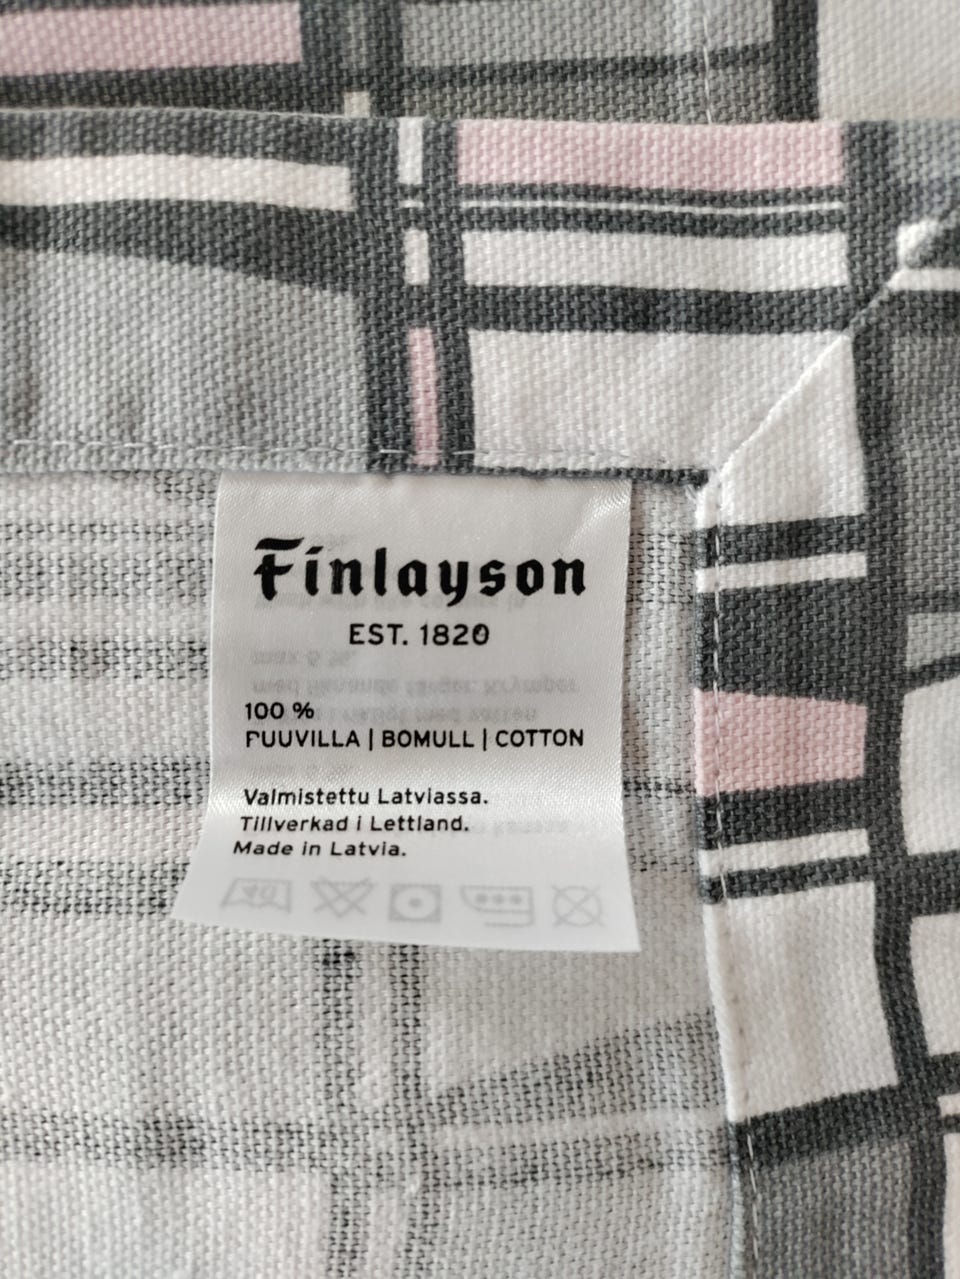 Finlayson
EST. 1820
100 %
PUUVILLA | BOMULL | COTTON
Valmistettu Latviassa.
Tillverkad i Lettland.
Made in Latvia.